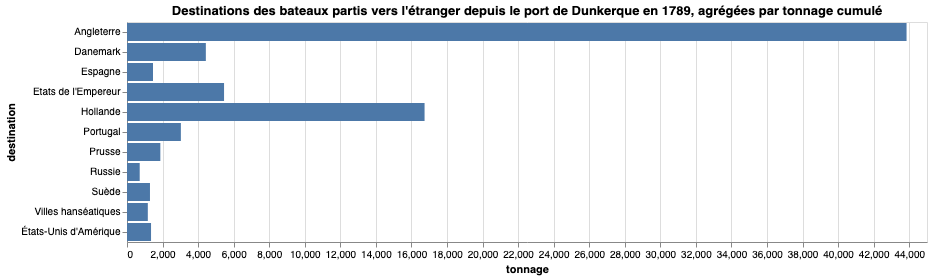 Destinations des bateaux partis vers l'étranger depuis le port de Dunkerque en 1789, agrégées par tonnage cumulé
destination
Angleterre
Danemark
Espagne
Etats de l'Empereur
Hollande
Portugal
Prusse
Russie
Suède
Villes hanséatiques
États-Unis d'Amérique
0 2,000 4,000 6,000 8,000 10,000 12,000 14,000 16,000 18,000 20,000 22,000 24,000 26,000 28,000 30,000 32,000 34,000 36,000 38,000 40,000 42,000 44,000
tonnage